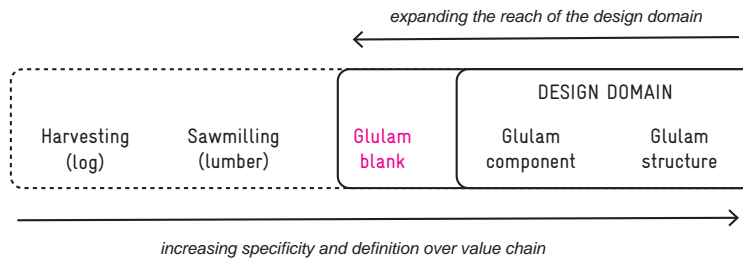 expanding the reach of the design domain
DESIGN DOMAIN
Harvesting
(log)
Sawmilling
(lumber)
Glulam
blank
Glulam
component
Glulam
structure
increasing specificity and definition over value chain